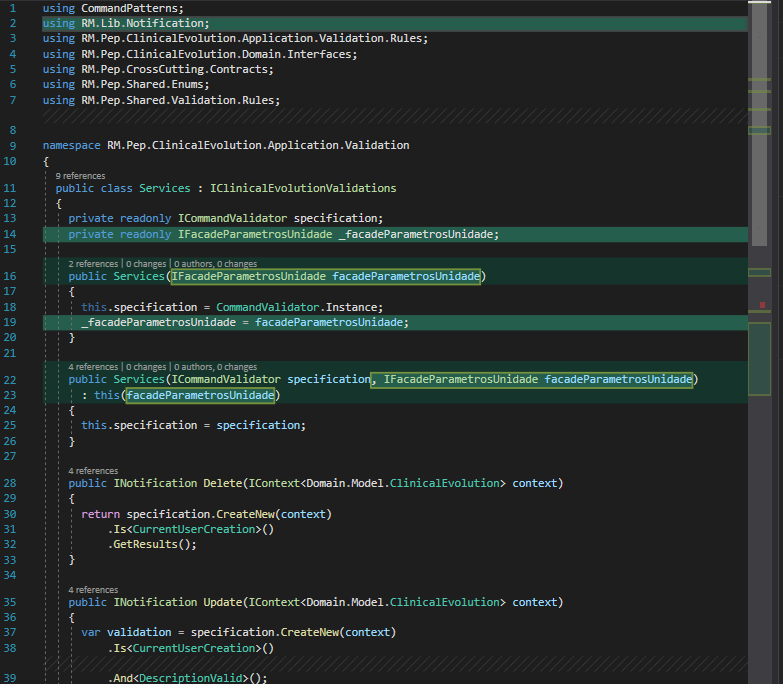 1 using CommandPatterns;
2 using RM.Lib.Notification;
3 using RM.Pep.ClinicalEvolution.Application.Validation.Rules;
4 using RM.Pep.ClinicalEvolution.Domain.Interfaces;
5 using RM.Pep.CrossCutting.Contracts;
6 using RM.Pep.Shared.Enums;
7 using RM.Pep.Shared.Validation.Rules;
8
9 namespace RM.Pep.ClinicalEvolution.Application.Validation
10 {
9 references
11 public class Services : IClinicalEvolutionValidations
12 {
13 private readonly ICommandValidator specification;
14 private readonly IFacadeParametrosUnidade _facadeParametrosUnidade;
15
2 references | 0 changes | 0 authors, 0 changes
16 public Services(IFacadeParametrosUnidade facadeParametrosUnidade)
17 {
18 this.specification = CommandValidator.Instance;
19 _facadeParametrosUnidade = facadeParametrosUnidade;
20 }
21
4 references | 0 changes | 0 authors, 0 changes
22 public Services(ICommandValidator specification, IFacadeParametrosUnidade facadeParametrosUnidade)
23 : this(facadeParametrosUnidade)
24 {
25 this.specification = specification;
26 }
27
4 references
28 public INotification Delete(IContext<Domain.Model.ClinicalEvolution> context)
29 {
30 return specification.CreateNew(context)
31 .Is<CurrentUserCreation>()
32 .GetResults();
33 }
34
4 references
35 public INotification Update(IContext<Domain.Model.ClinicalEvolution> context)
36 {
37 var validation = specification.CreateNew(context)
38 .Is<CurrentUserCreation>()
39 .And<DescriptionValid>();